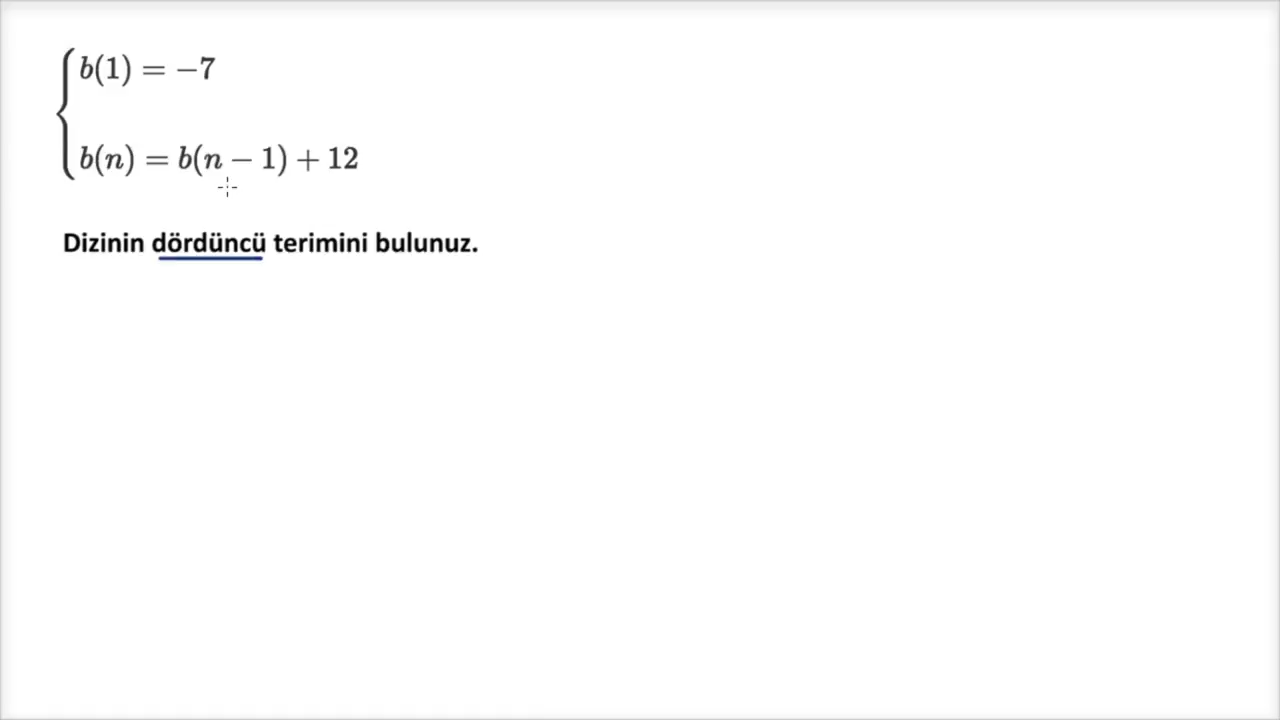 b(1) = −7
b(n) = b(n − 1) + 12
Dizinin dördüncü terimini bulunuz.